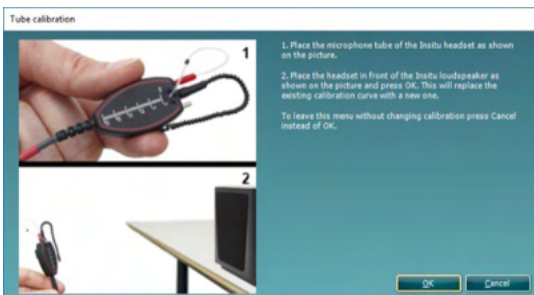 Tube calibration
1
1. Place the microphone tube of the Insitu headset as shown
on the picture.
2. Place the headset in front of the Insitu loudspeaker as
shown on the picture and press OK. This will replace the
existing calibration curve with a new one.
To leave this menu without changing calibration press Cancel
instead of OK.
2
OK
Cancel